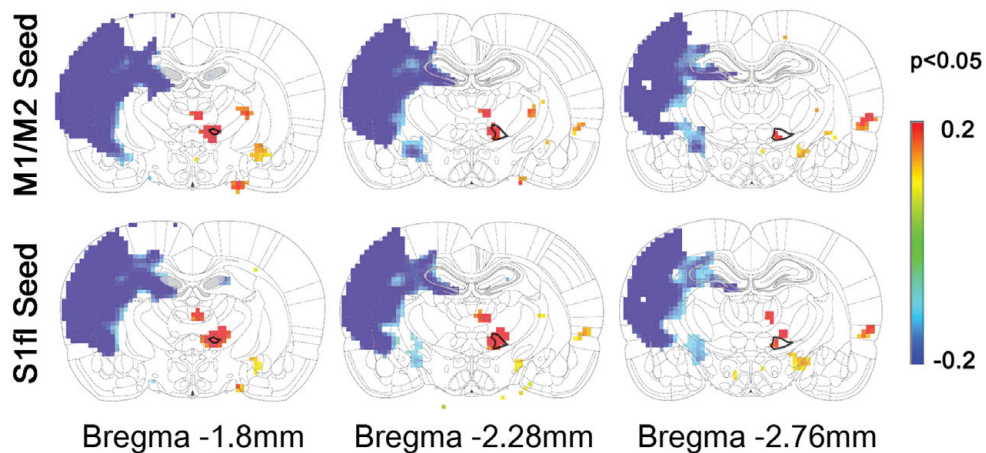 M1/M2 Seed
S1fl Seed
p<0.05
0.2
-0.2
Bregma -1.8mm
Bregma -2.28mm
Bregma -2.76mm